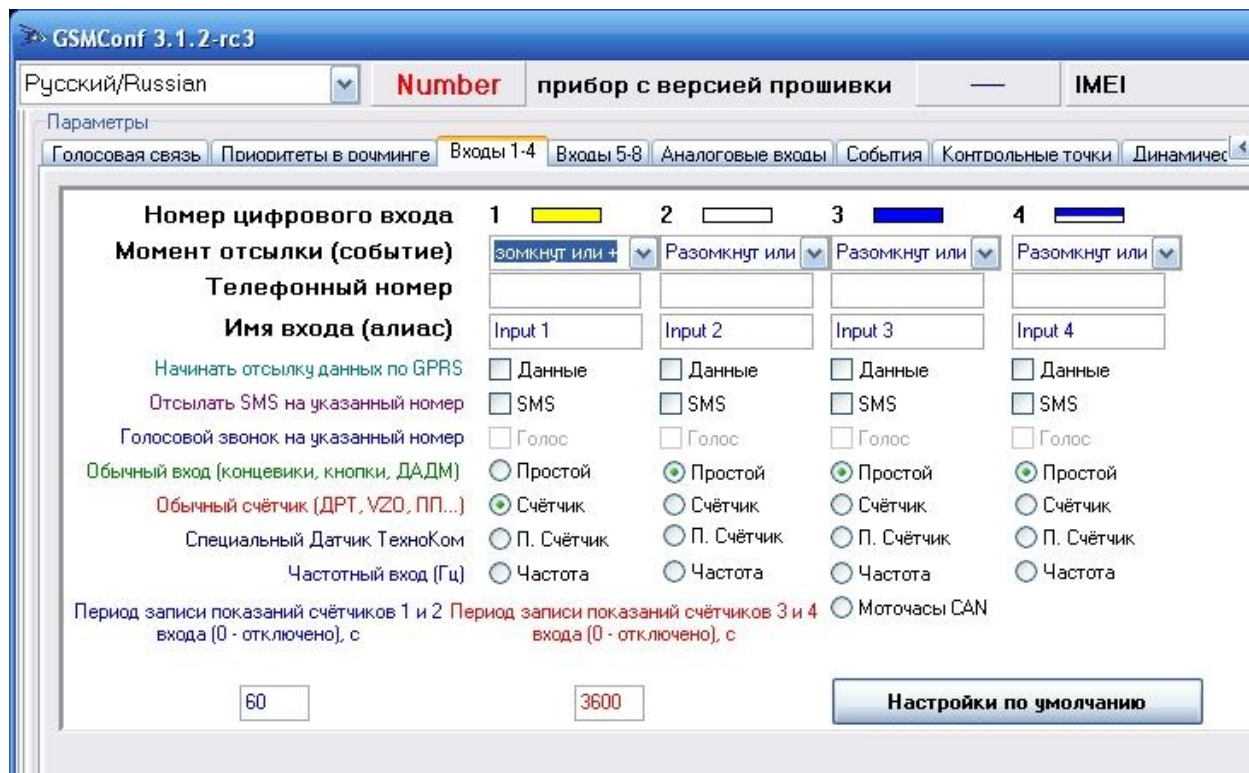 GSMConf 3.1.2-rc3
Русский/Russian Number прибор с версией прошивки — IMEI
Параметры
Голосовая связь Приоритеты в роуминге Входы 1-4 Входы 5-8 Аналоговые входы События Контрольные точки Динамичес
Номер цифрового входа 1 2 3 4
Момент отсылки (событие) зомкнут или + Разомкнут или Разомкнут или Разомкнут или
Телефонный номер
Имя входа (алиас) Input 1 Input 2 Input 3 Input 4
Начинать отсылку данных по GPRS Данные Данные Данные Данные
Отсылать SMS на указанный номер SMS SMS SMS SMS
Голосовой звонок на указанный номер Голос Голос Голос Голос
Обычный вход (концевики, кнопки, ДАДМ) Простой Простой Простой Простой
Обычный счётчик (ДРТ, VZO, ПП...) Счётчик Счётчик Счётчик Счётчик
Специальный Датчик ТехноКом П. Счётчик П. Счётчик П. Счётчик П. Счётчик
Частотный вход (Гц) Частота Частота Частота Частота
Период записи показаний счётчиков 1 и 2 Период записи показаний счётчиков 3 и 4 Моточасы CAN
входа (0 - отключено), с входа (0 - отключено), с
60 3600 Настройки по умолчанию